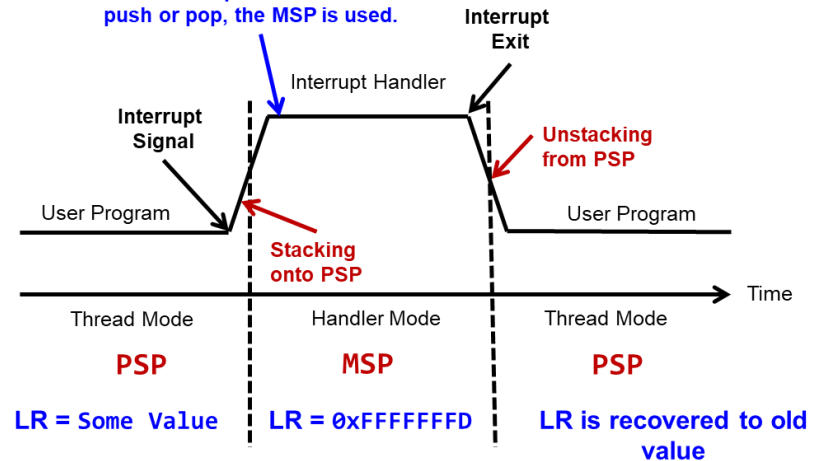 push or pop, the MSP is used.
Interrupt
Exit
Interrupt Handler
Interrupt
Signal
Unstacking
from PSP
User Program
User Program
Stacking
onto PSP
Time
Thread Mode
Handler Mode
Thread Mode
PSP
MSP
PSP
LR = Some Value
LR = 0xFFFFFFFD
LR is recovered to old
value